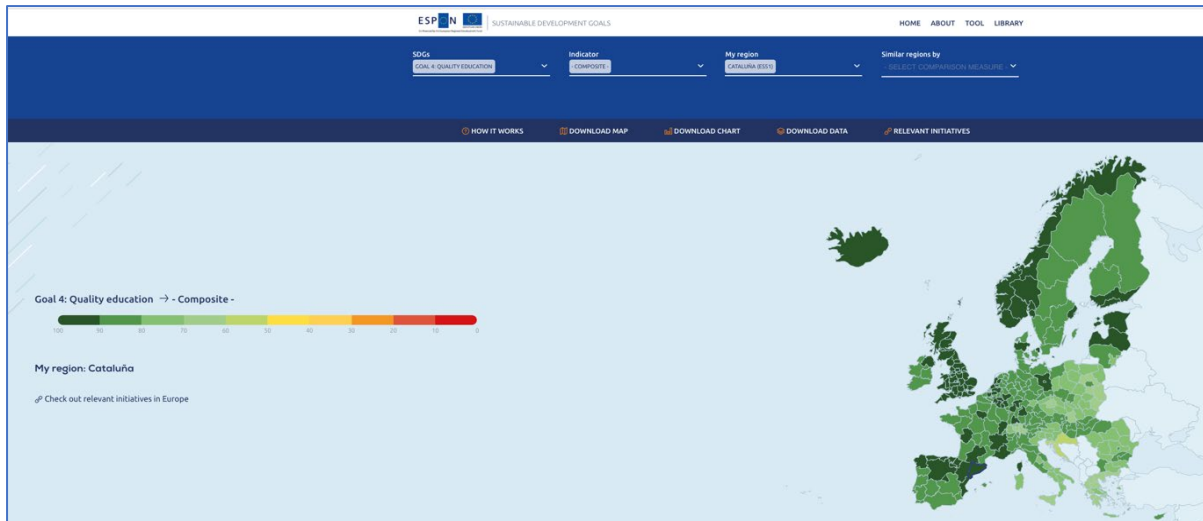 ESPON SUSTAINABLE DEVELOPMENT GOALS HOME ABOUT TOOL LIBRARY
SDGs Indicator My region Similar regions by
GOAL 4: QUALITY EDUCATION - COMPOSITE - CATALUÑA (ES51) - SELECT COMPARISON MEASURE -
HOW IT WORKS DOWNLOAD MAP DOWNLOAD CHART DOWNLOAD DATA RELEVANT INITIATIVES
Goal 4: Quality education → - Composite -
100 90 80 70 60 50 40 30 20 10 0
My region: Cataluña
Check out relevant initiatives in Europe